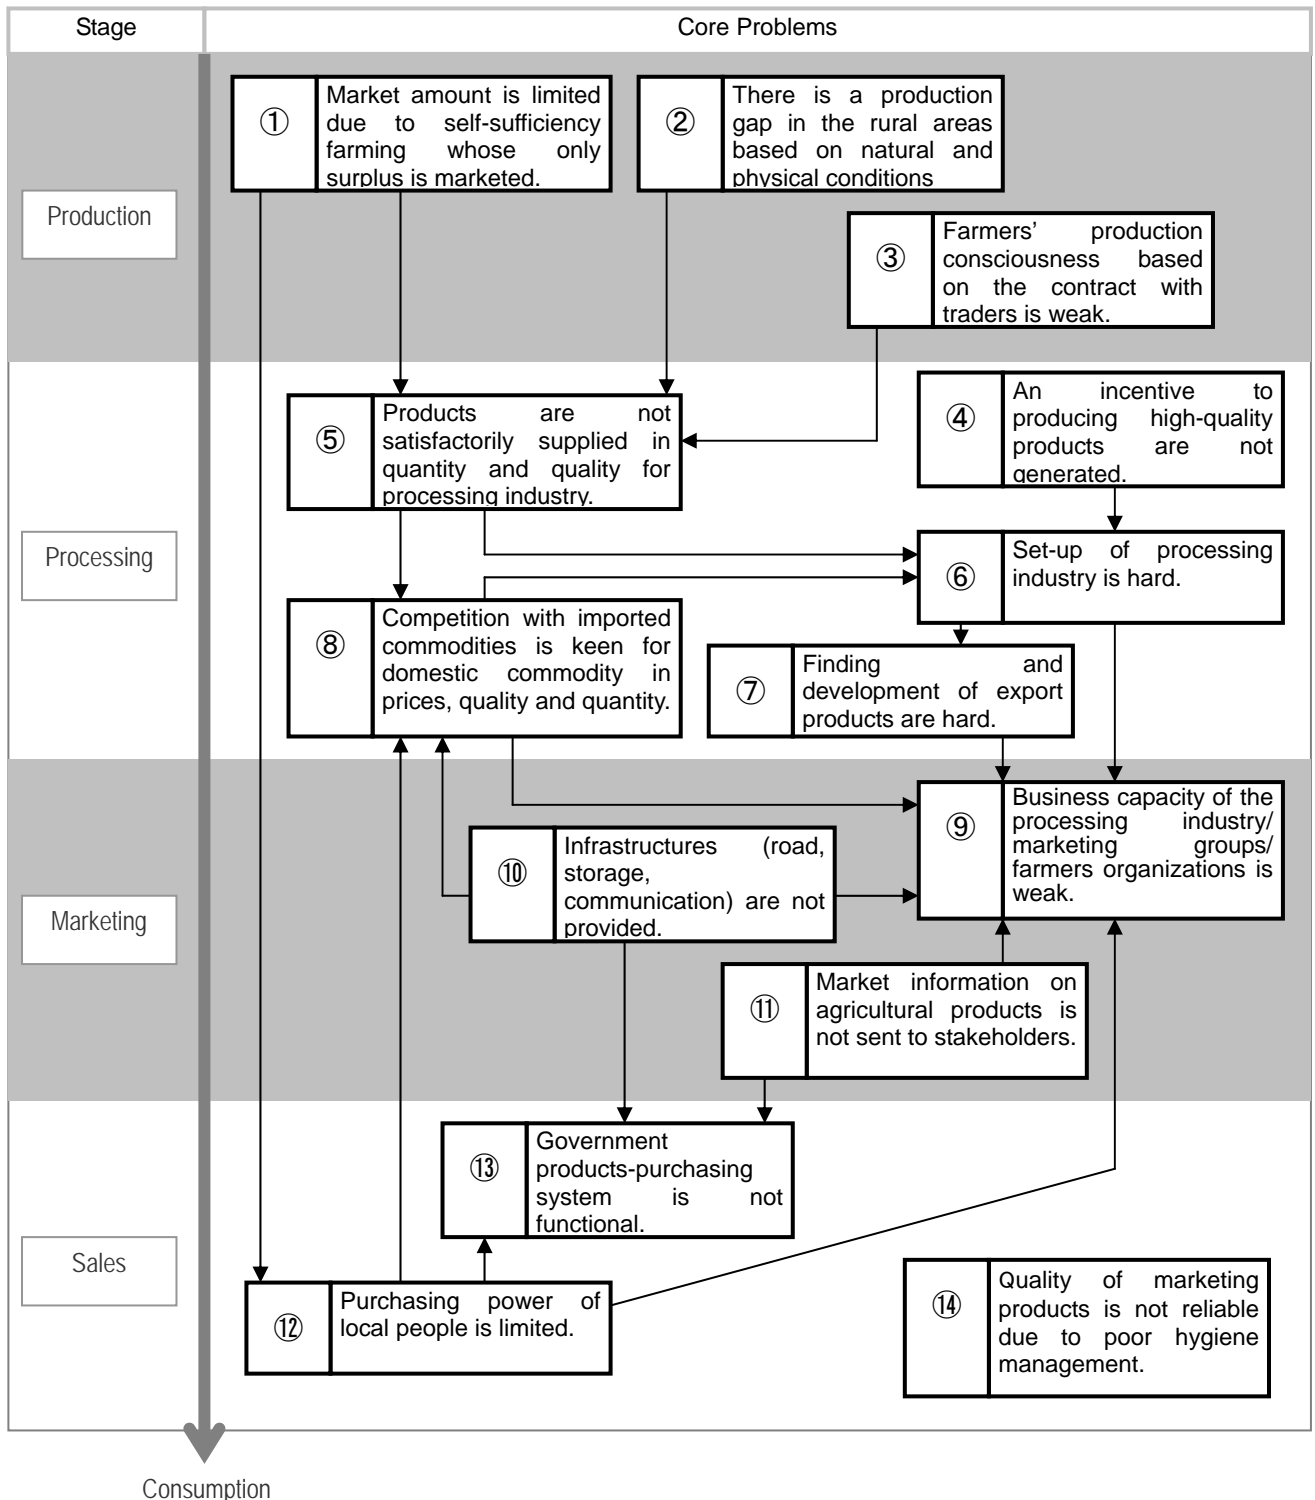 Stage
Core Problems
Production
①
Market amount is limited
due to self-sufficiency
farming whose only
surplus is marketed.
②
There is a production
gap in the rural areas
based on natural and
physical conditions
③
Farmers’ production
consciousness based
on the contract with
traders is weak.
Processing
④
An incentive to
producing high-quality
products are not
generated.
⑤
Products are not
satisfactorily supplied in
quantity and quality for
processing industry.
⑥
Set-up of processing
industry is hard.
⑧
Competition with imported
commodities is keen for
domestic commodity in
prices, quality and quantity.
⑦
Finding and
development of export
products are hard.
Marketing
⑨
Business capacity of the
processing industry/
marketing groups/
farmers organizations is
weak.
⑩
Infrastructures (road,
storage,
communication) are not
provided.
⑪
Market information on
agricultural products is
not sent to stakeholders.
Sales
⑬
Government
products-purchasing
system is not
functional.
⑫
Purchasing power of
local people is limited.
⑭
Quality of marketing
products is not reliable
due to poor hygiene
management.
Consumption